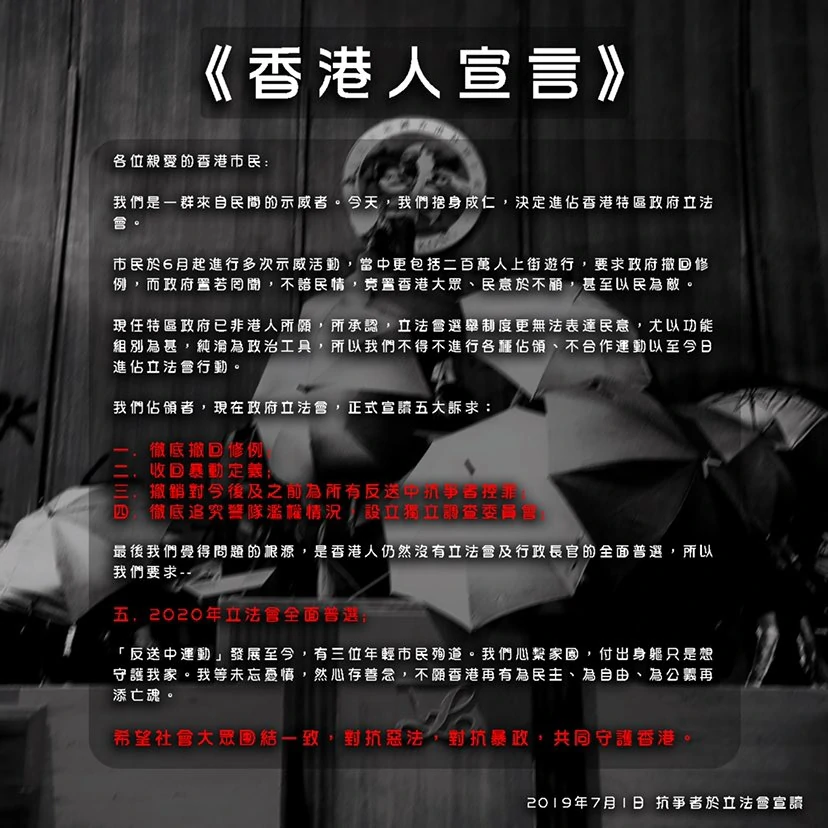 《香港人宣言》
各位親愛的香港市民:
我們是一群來自民間的示威者。今天，我們捨身成仁，決定進佔香港特區政府立法
會。
市民於6月起進行多次示威活動，當中更包括二百萬人上街遊行，要求政府撤回修
例，而政府置若罔聞，不諳民情，竟置香港大眾、民意於不顧，甚至以民為敵。
現任特區政府已非港人所願，所承認，立法會選舉制度更無法表達民意，尤以功能
組別為甚，純淪為政治工具，所以我們不得不進行各種佔領、不合作運動以至今日
進佔立法會行動。
我們佔領者，現在政府立法會，正式宣讀五大訴求：
一. 徹底撤回修例;
二. 收回暴動定義;
三. 撤銷對今後及之前為所有反送中抗爭者控罪;
四. 徹底追究警隊濫權情況，設立獨立調查委員會;
最後我們覺得問題的根源，是香港人仍然沒有立法會及行政長官的全面普選，所以
我們要求--
五. 2020年立法會全面普選;
「反送中運動」發展至今，有三位年輕市民殉道。我們心繫家園，付出身軀只是想
守護我家。我等未忘憂憤，然心存善念，不願香港再有為民主、為自由、為公義再
添亡魂。
希望社會大眾團結一致，對抗惡法，對抗暴政，共同守護香港。
2019年7月1日 抗爭者於立法會宣讀